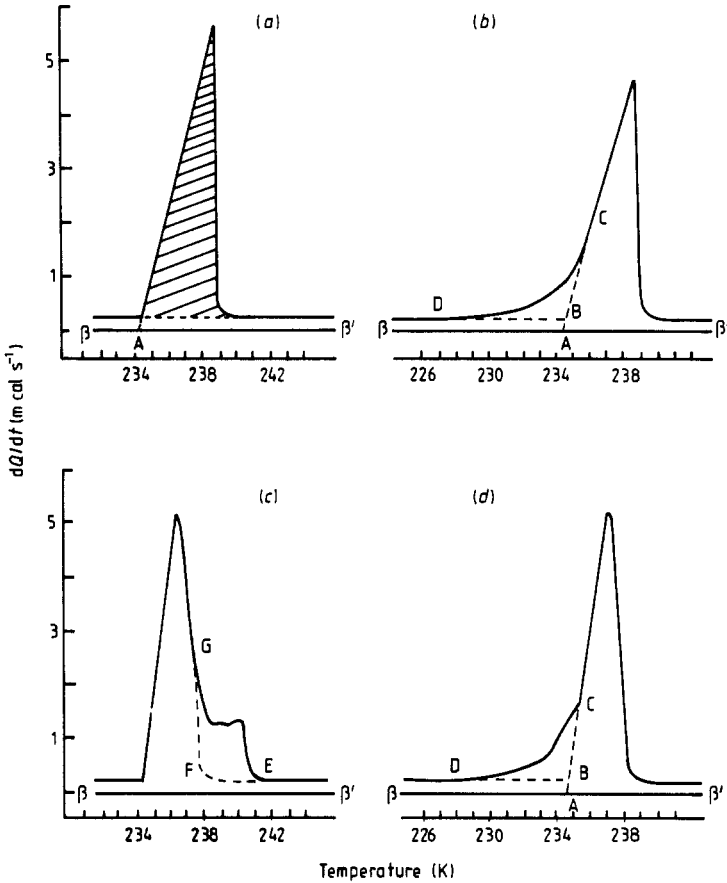 (a)
5
3
1
β
A
β'
234
238
242
(b)
C
D
B
β
A
β
226
230
234
238
dQ/dt (m cal s⁻¹)
(c)
5
3
1
G
F
E
β
β'
234
238
242
(d)
C
D
B
β
A
β'
226
230
234
238
Temperature (K)